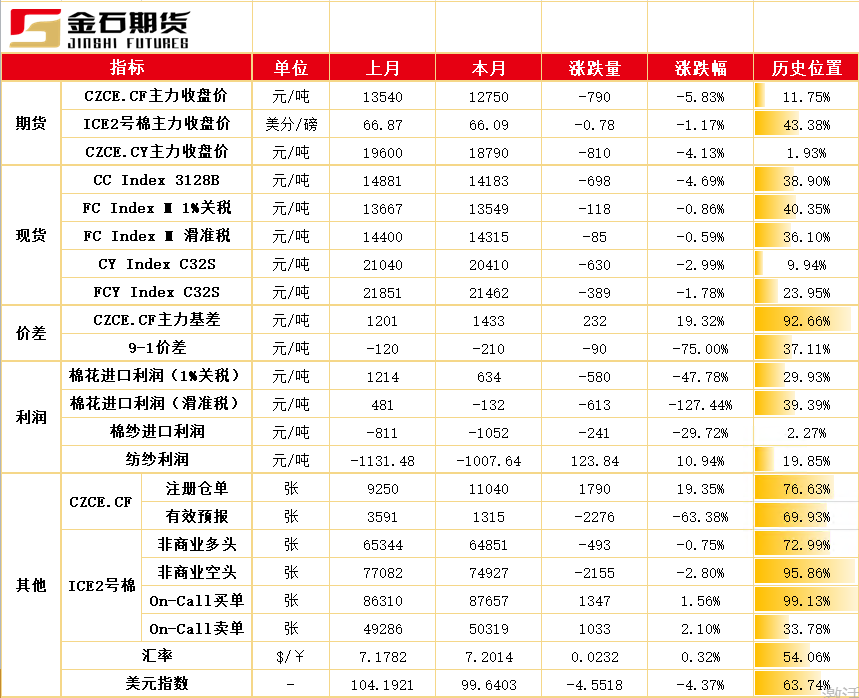 金石期货
JINSHI FUTURES
指标 单位 上月 本月 涨跌量 涨跌幅 历史位置
期货
CZCE.CF主力收盘价 元/吨 13540 12750 -790 -5.83% 11.75%
ICE2号棉主力收盘价 美分/磅 66.87 66.09 -0.78 -1.17% 43.38%
CZCE.CY主力收盘价 元/吨 19600 18790 -810 -4.13% 1.93%
现货
CC Index 3128B 元/吨 14881 14183 -698 -4.69% 38.90%
FC Index M 1%关税 元/吨 13667 13549 -118 -0.86% 40.35%
FC Index M 滑准税 元/吨 14400 14315 -85 -0.59% 36.10%
CY Index C32S 元/吨 21040 20410 -630 -2.99% 9.94%
FCY Index C32S 元/吨 21851 21462 -389 -1.78% 23.95%
价差
CZCE.CF主力基差 元/吨 1201 1433 232 19.32% 92.66%
9-1价差 元/吨 -120 -210 -90 -75.00% 37.11%
利润
棉花进口利润（1%关税） 元/吨 1214 634 -580 -47.78% 29.93%
棉花进口利润（滑准税） 元/吨 481 -132 -613 -127.44% 39.39%
棉纱进口利润 元/吨 -811 -1052 -241 -29.72% 2.27%
纺纱利润 元/吨 -1131.48 -1007.64 123.84 10.94% 19.85%
其他
CZCE.CF
注册仓单 张 9250 11040 1790 19.35% 76.63%
有效预报 张 3591 1315 -2276 -63.38% 69.93%
ICE2号棉
非商业多头 张 65344 64851 -493 -0.75% 72.99%
非商业空头 张 77082 74927 -2155 -2.80% 95.86%
On-Call买单 张 86310 87657 1347 1.56% 99.13%
On-Call卖单 张 49286 50319 1033 2.10% 33.78%
汇率 $/￥ 7.1782 7.2014 0.0232 0.32% 54.06%
美元指数 - 104.1921 99.6403 -4.5518 -4.37% 63.74%